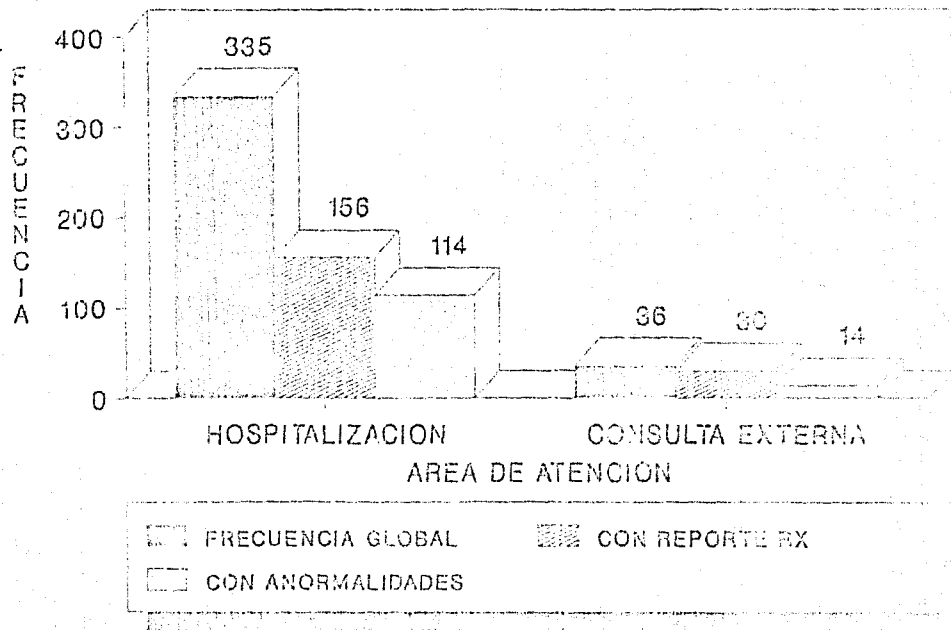 400
300
200
100
0
FRECUENCIA
335
156
114
36
30
14
HOSPITALIZACION CONSULTA EXTERNA
AREA DE ATENCION
FRECUENCIA GLOBAL CON REPORTE RX
CON ANORMALIDADES